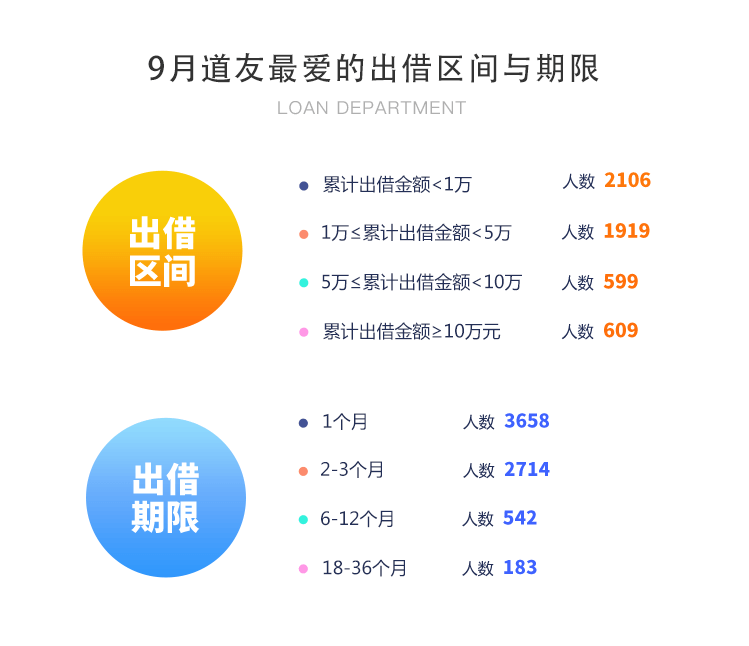 9月道友最爱的出借区间与期限
LOAN DEPARTMENT
出借
区间
累计出借金额<1万 人数 2106
1万≤累计出借金额<5万 人数 1919
5万≤累计出借金额<10万 人数 599
累计出借金额≥10万元 人数 609
出借
期限
1个月 人数 3658
2-3个月 人数 2714
6-12个月 人数 542
18-36个月 人数 183